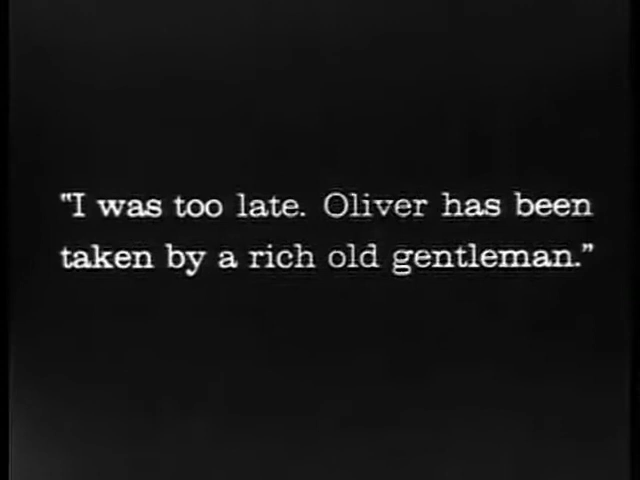 "I was too late. Oliver has been
taken by a rich old gentleman.”